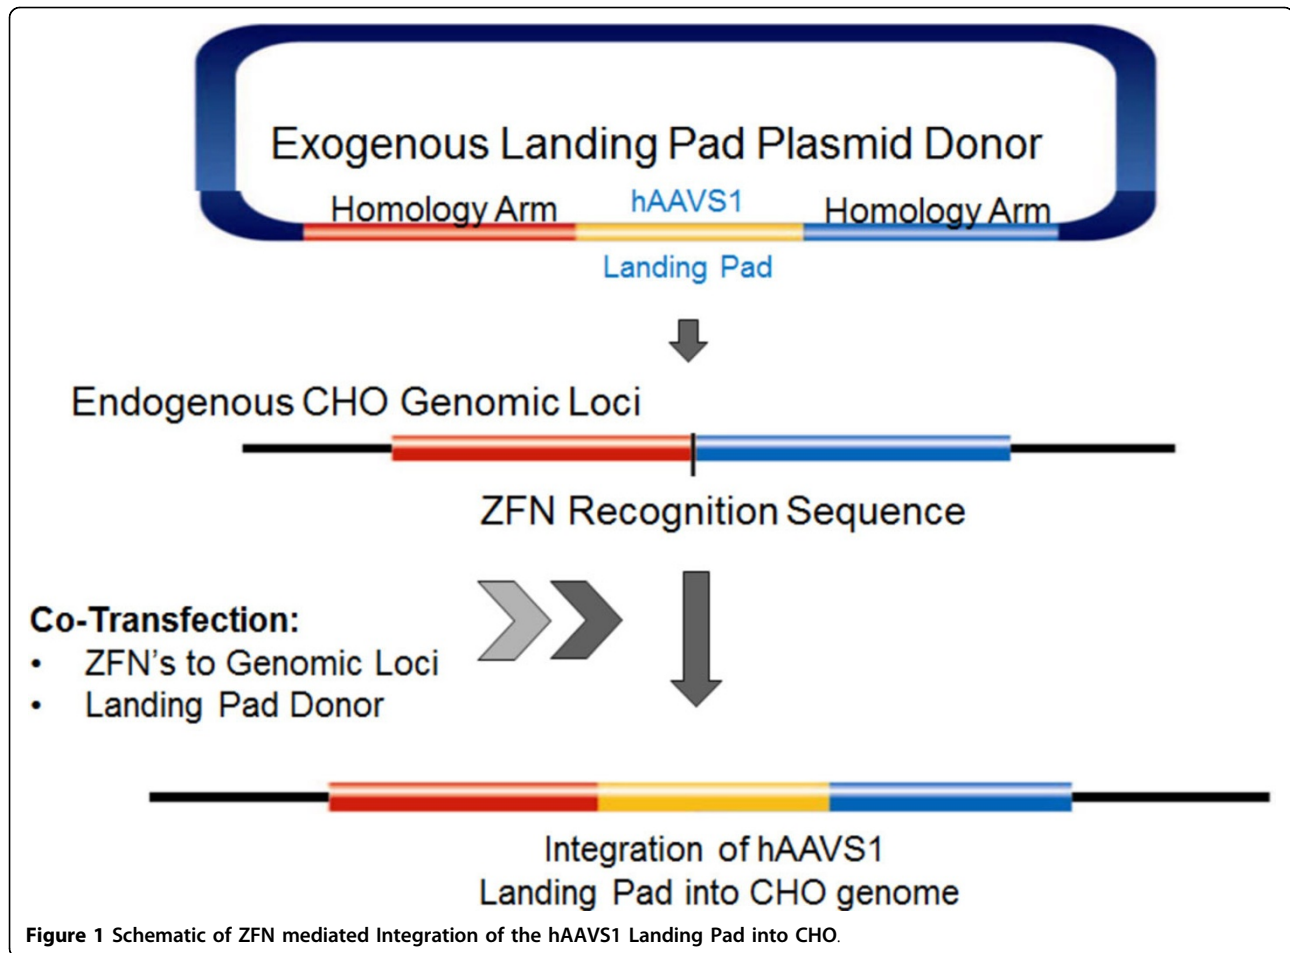 Exogenous Landing Pad Plasmid Donor
Homology Arm
hAAVS1
Homology Arm
Landing Pad
Endogenous CHO Genomic Loci
ZFN Recognition Sequence
Co-Transfection:
• ZFN's to Genomic Loci
• Landing Pad Donor
Integration of hAAVS1
Landing Pad into CHO genome
Figure 1 Schematic of ZFN mediated Integration of the hAAVS1 Landing Pad into CHO.